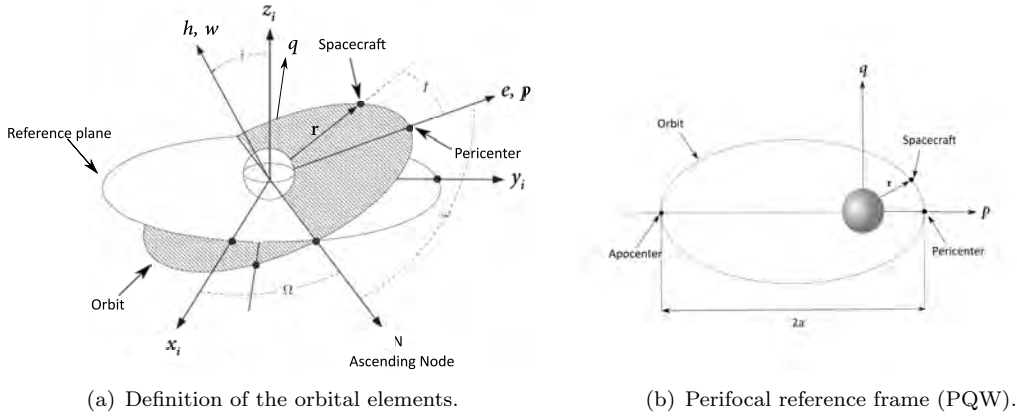 z_i
h, w
i
q
Spacecraft
f
e, p
r
Reference plane
Pericenter
y_i
ω
Orbit
Ω
x_i
N
Ascending Node
(a) Definition of the orbital elements.
q
Orbit
Spacecraft
r
p
Apocenter
Pericenter
2a
(b) Perifocal reference frame (PQW).